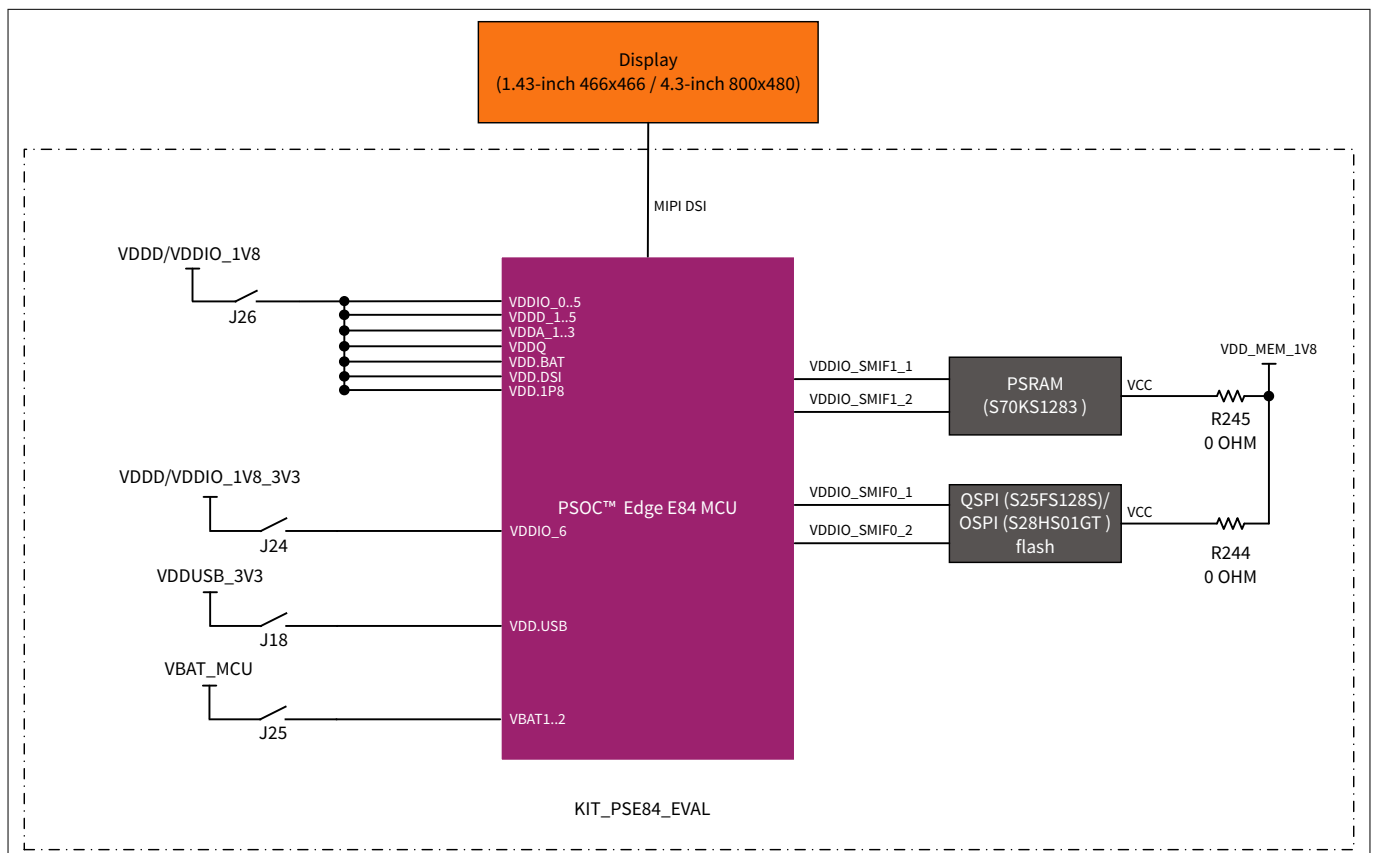 Display
(1.43-inch 466x466 / 4.3-inch 800x480)
MIPI DSI
VDDD/VDDIO_1V8
J26
VDDIO_0..5
VDDD_1..5
VDDA_1..3
VDDQ
VDD.BAT
VDD.DSI
VDD.1P8
VDDIO_SMIF1_1
VDDIO_SMIF1_2
PSRAM
(S70KS1283 )
VCC
VDD_MEM_1V8
R245
0 OHM
VDDD/VDDIO_1V8_3V3
J24
VDDIO_6
PSOC™ Edge E84 MCU
VDDIO_SMIF0_1
VDDIO_SMIF0_2
QSPI (S25FS128S)/
OSPI (S28HS01GT )
flash
VCC
R244
0 OHM
VDDUSB_3V3
J18
VDD.USB
VBAT_MCU
J25
VBAT1..2
KIT_PSE84_EVAL